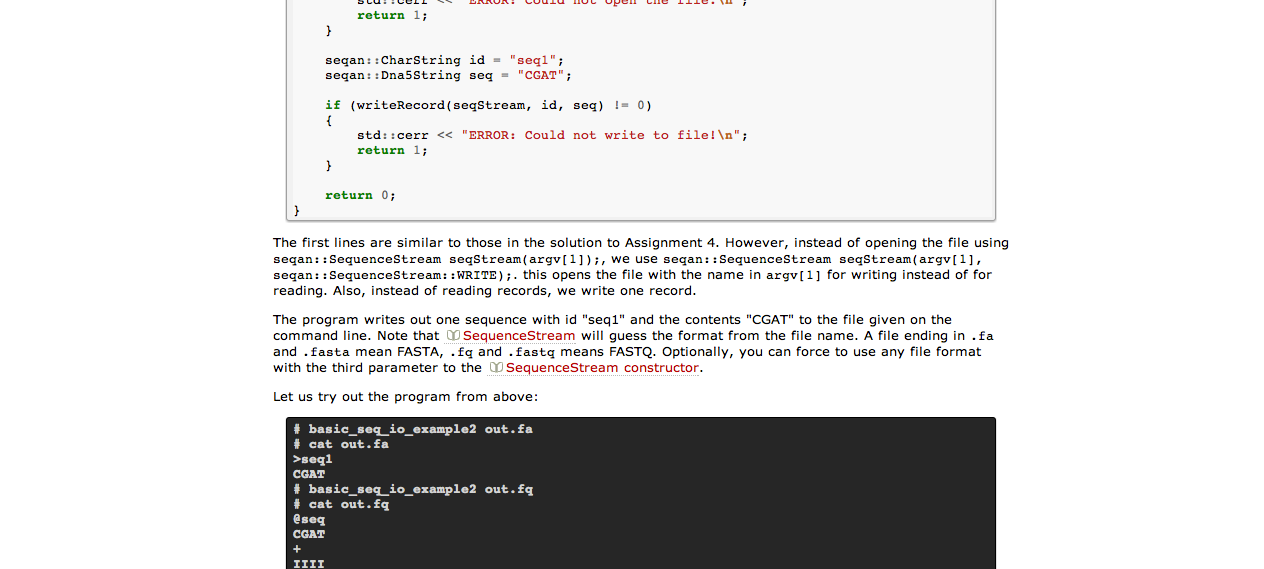 std::cerr << "ERROR: Could not open the file.\n";
return 1;
}
seqan::CharString id = "seq1";
seqan::Dna5String seq = "CGAT";
if (writeRecord(seqStream, id, seq) != 0)
{
std::cerr << "ERROR: Could not write to file!\n";
return 1;
}
return 0;
}
The first lines are similar to those in the solution to Assignment 4. However, instead of opening the file using
seqan::SequenceStream seqStream(argv[1]);, we use seqan::SequenceStream seqStream(argv[1],
seqan::SequenceStream::WRITE);. this opens the file with the name in argv[1] for writing instead of for
reading. Also, instead of reading records, we write one record.
The program writes out one sequence with id "seq1" and the contents "CGAT" to the file given on the
command line. Note that SequenceStream will guess the format from the file name. A file ending in .fa
and .fasta mean FASTA, .fq and .fastq means FASTQ. Optionally, you can force to use any file format
with the third parameter to the SequenceStream constructor.
Let us try out the program from above:
# basic_seq_io_example2 out.fa
# cat out.fa
>seq1
CGAT
# basic_seq_io_example2 out.fq
# cat out.fq
@seq
CGAT
+
IIII